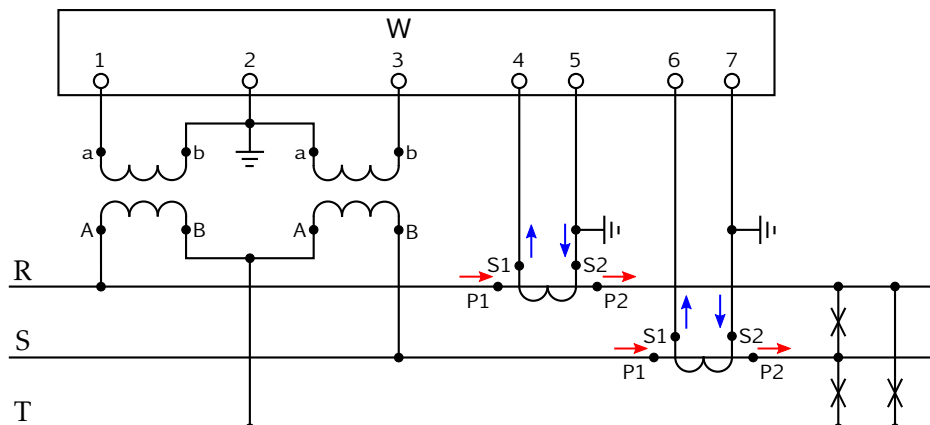 W
1 2 3 4 5 6 7
a b a b
A B A B
S1 S2
R P1 P2
S1 S2
S P1 P2
T